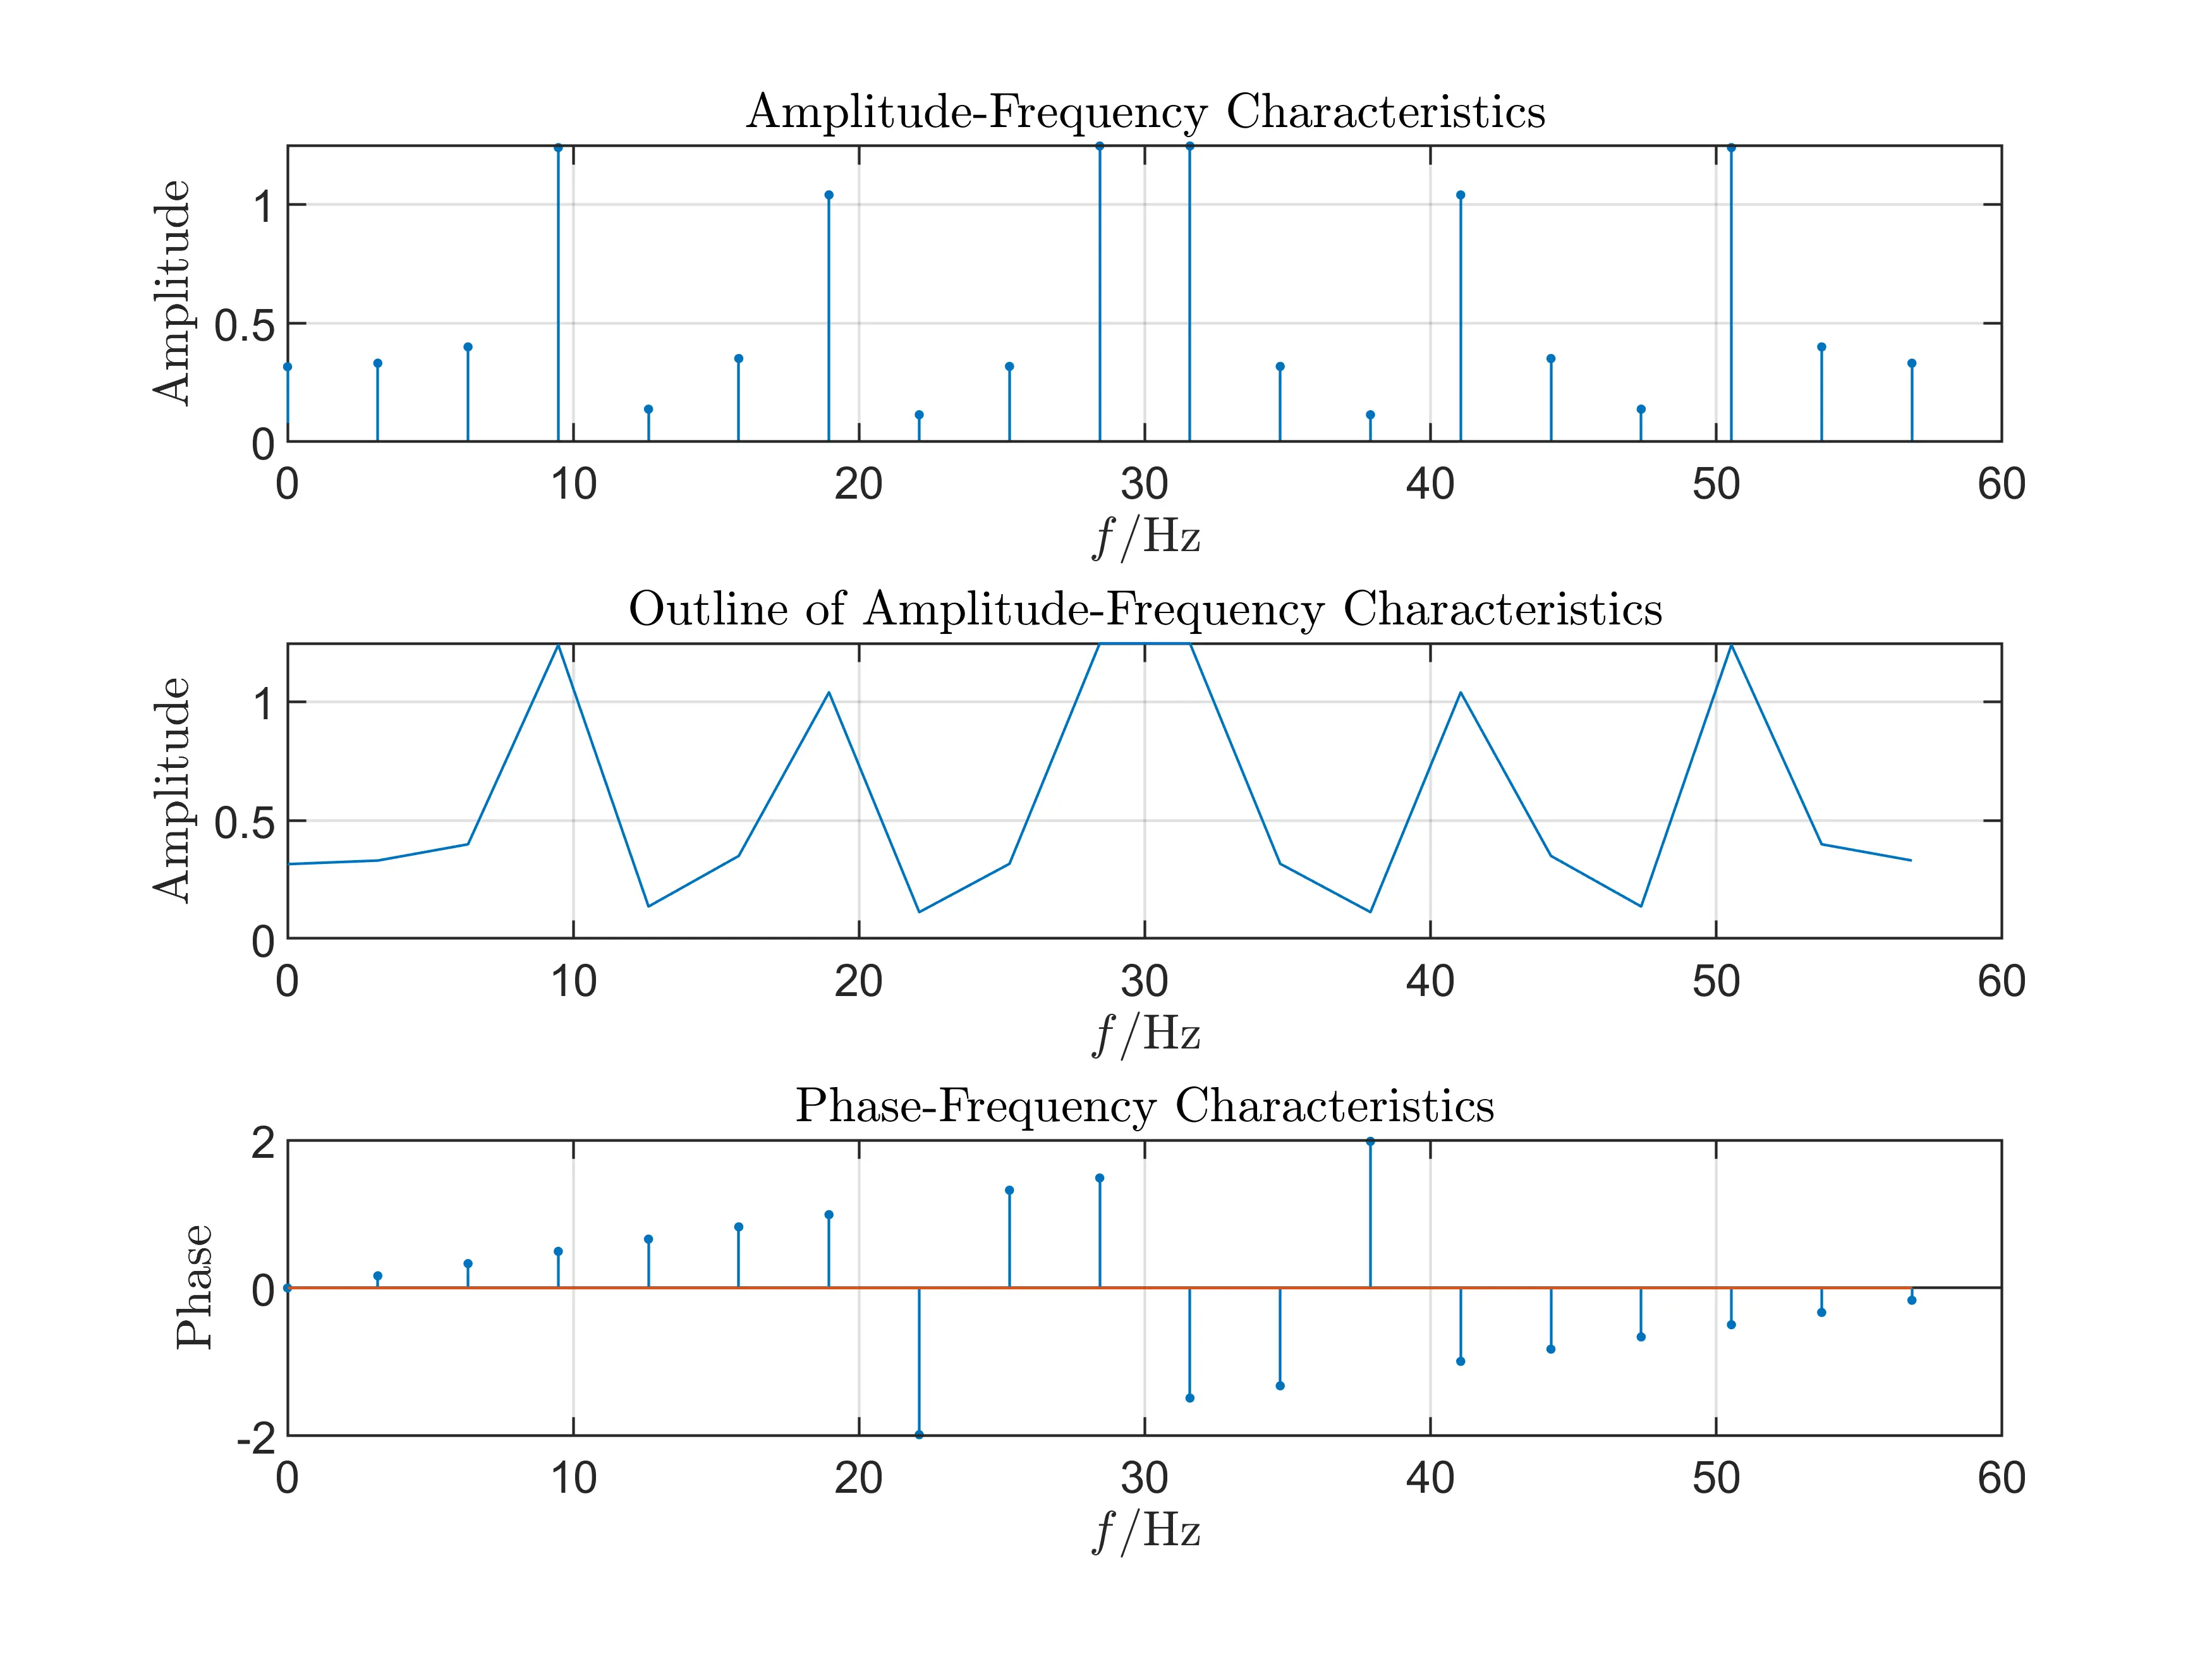 Amplitude-Frequency Characteristics
Amplitude
1
0.5
0
0 10 20 30 40 50 60
f/Hz
Outline of Amplitude-Frequency Characteristics
Amplitude
1
0.5
0
0 10 20 30 40 50 60
f/Hz
Phase-Frequency Characteristics
Phase
2
0
-2
0 10 20 30 40 50 60
f/Hz